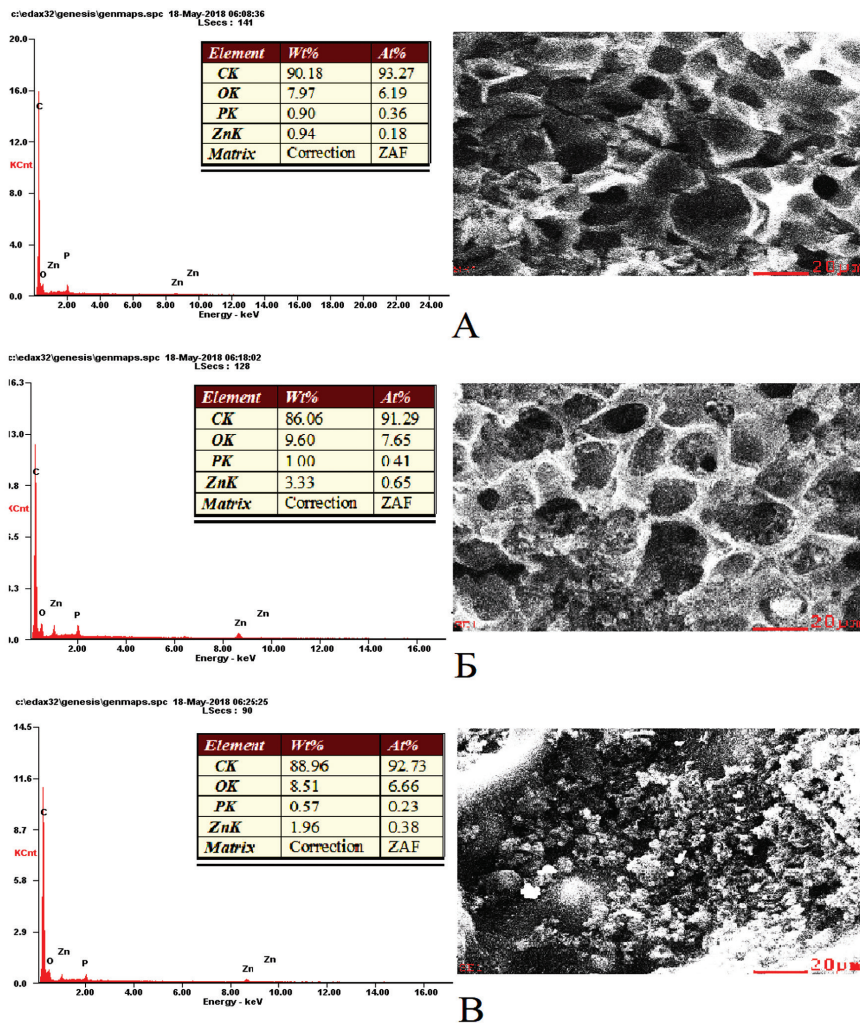 c:\edax32\genesis\genmaps.spc 18-May-2018 06:08:36
LSecs : 141
20.0
16.0
12.0
8.0
4.0
0.0
KCnt
C
O
Zn
P
Zn
Zn
2.00 4.00 6.00 8.00 10.00 12.00 14.00 16.00 18.00 20.00 22.00 24.00
Energy - keV
Element Wt% At%
CK 90.18 93.27
OK 7.97 6.19
PK 0.90 0.36
ZnK 0.94 0.18
Matrix Correction ZAF
20µm
А
c:\edax32\genesis\genmaps.spc 18-May-2018 06:18:02
LSecs : 128
16.3
13.0
9.8
6.5
3.3
0.0
KCnt
C
O
Zn
P
Zn
Zn
2.00 4.00 6.00 8.00 10.00 12.00 14.00 16.00
Energy - keV
Element Wt% At%
CK 86.06 91.29
OK 9.60 7.65
PK 1.00 0.41
ZnK 3.33 0.65
Matrix Correction ZAF
20µm
Б
c:\edax32\genesis\genmaps.spc 18-May-2018 06:25:25
LSecs : 90
14.5
11.6
8.7
5.8
2.9
0.0
KCnt
C
O
Zn
P
Zn
Zn
2.00 4.00 6.00 8.00 10.00 12.00 14.00 16.00
Energy - keV
Element Wt% At%
CK 88.96 92.73
OK 8.51 6.66
PK 0.57 0.23
ZnK 1.96 0.38
Matrix Correction ZAF
20µm
В